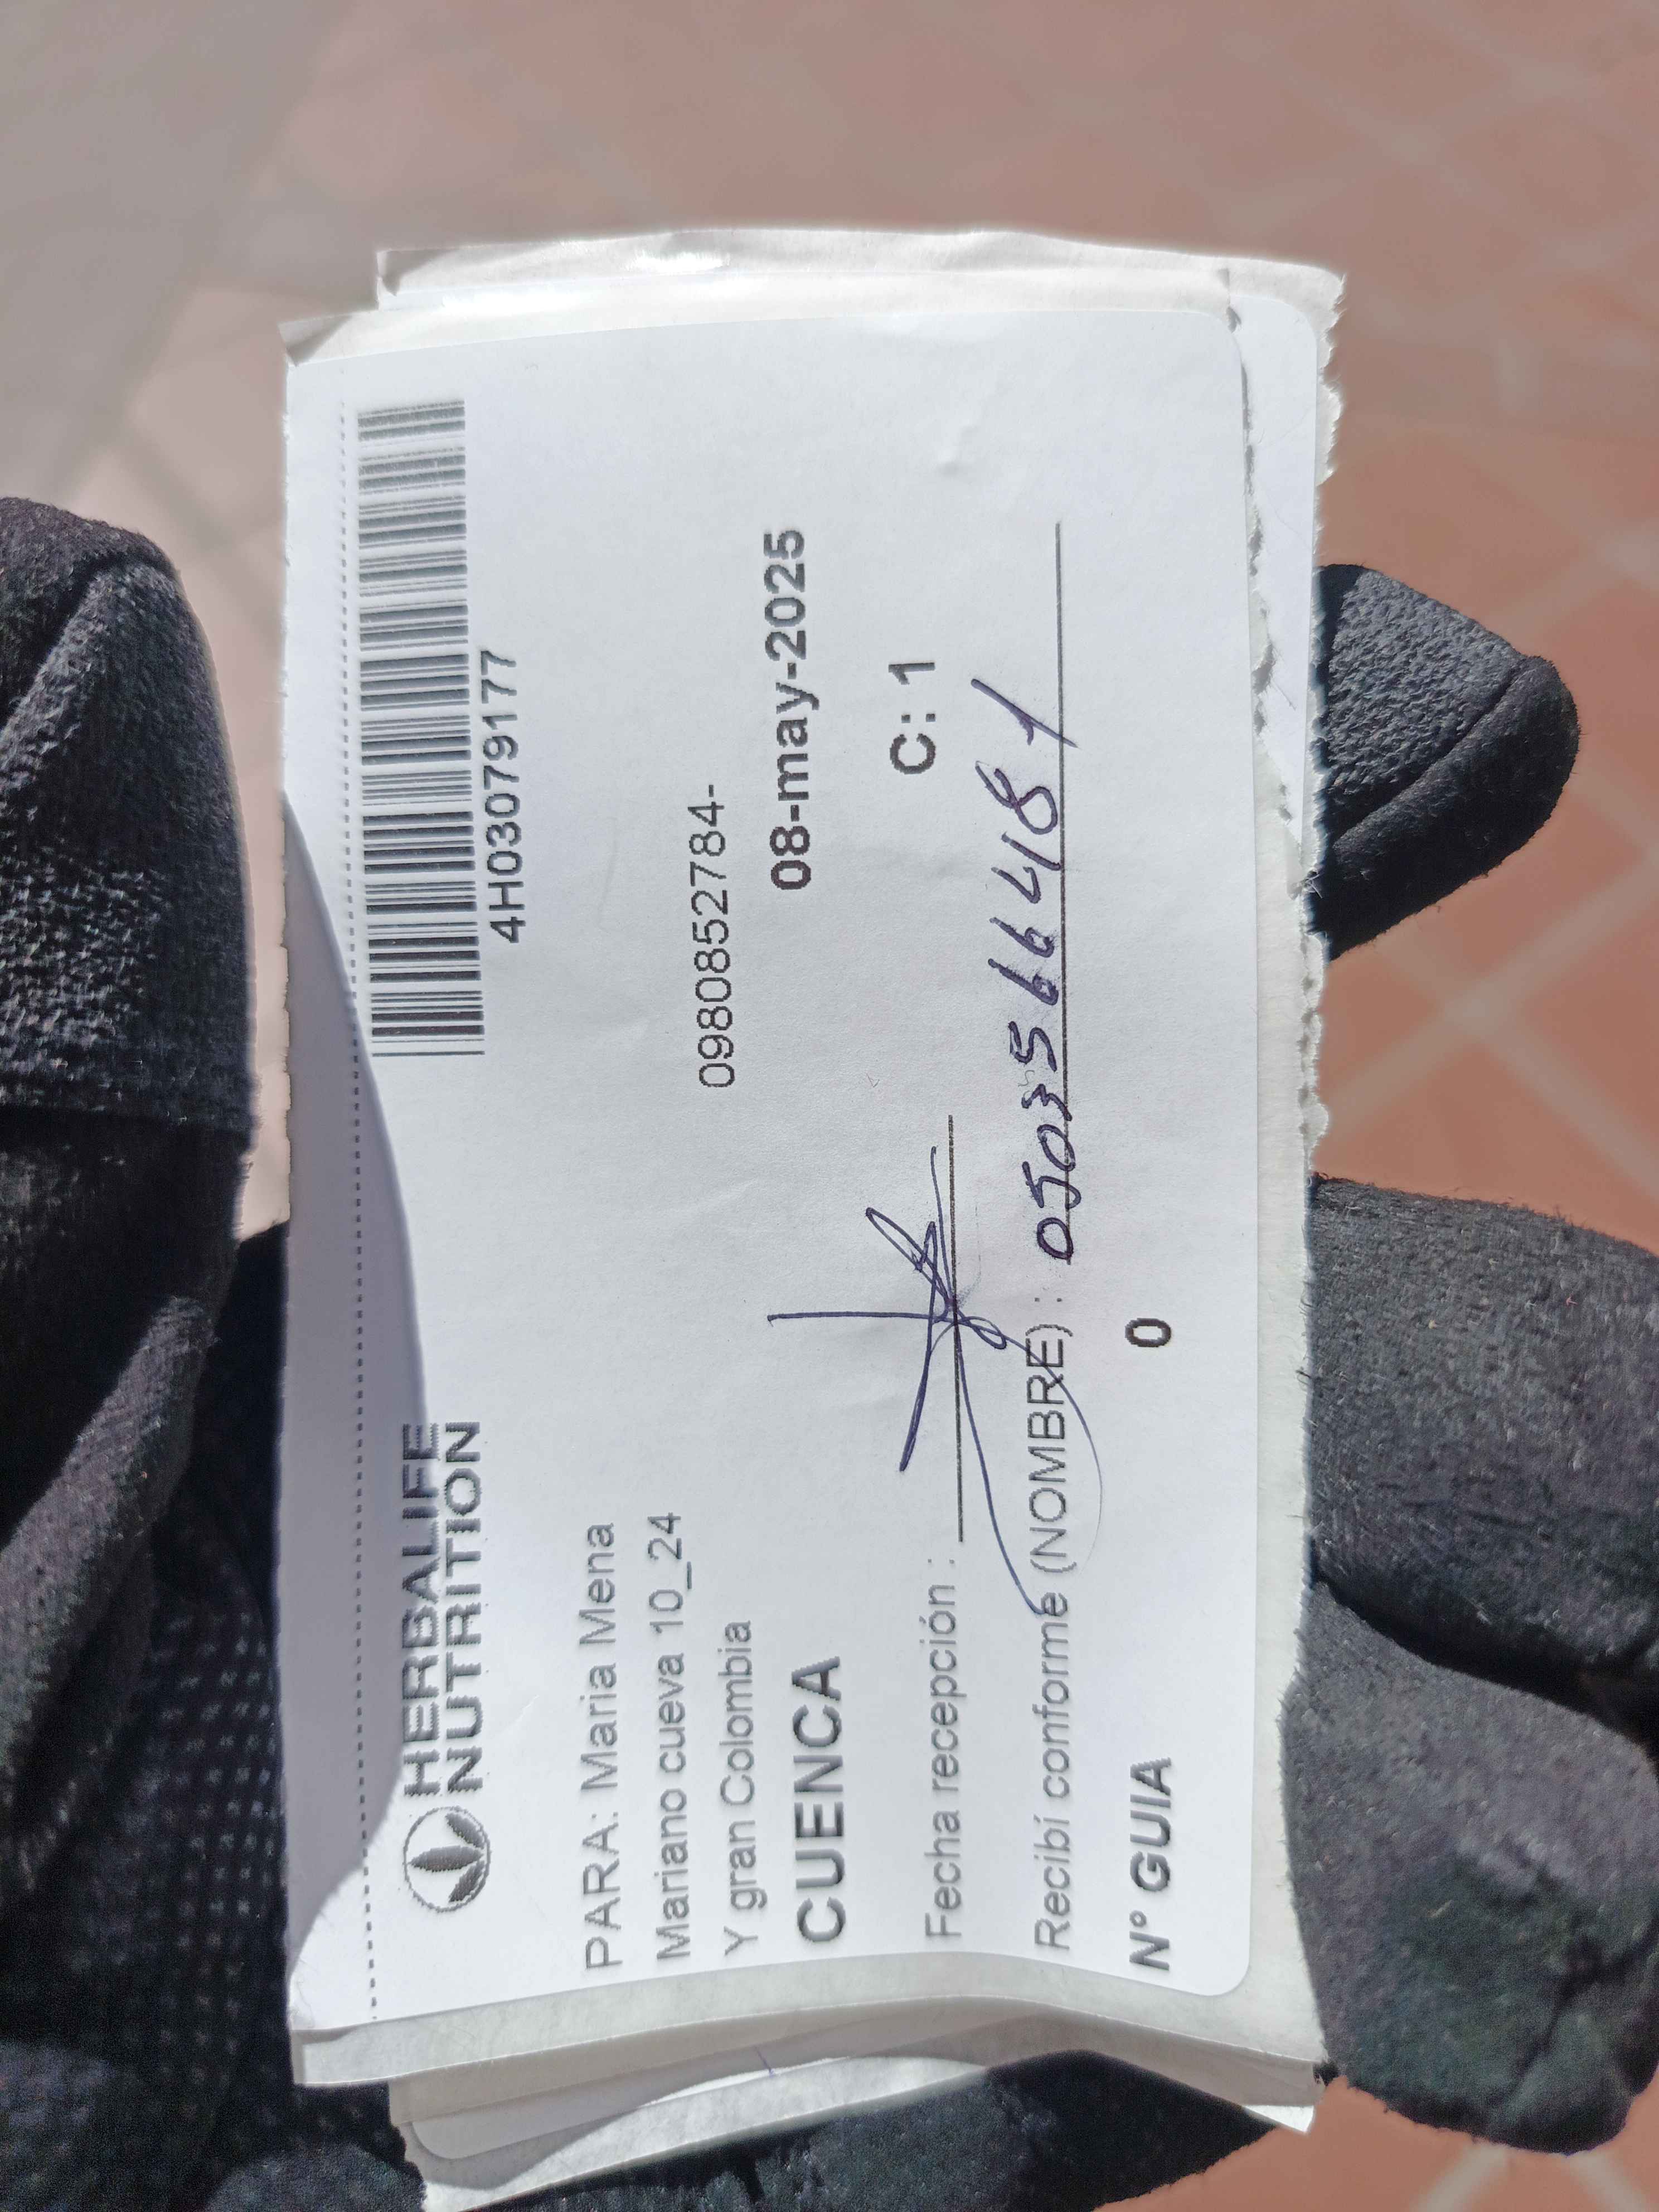 HERBALIFE
NUTRITION
4H03079177
PARA: Maria Mena
Mariano cueva 10_24
Y gran Colombia
0980852784-
CUENCA
08-may-2025
Fecha recepción :
C: 1
Recibí conforme (NOMBRE) : 0503566481
N° GUIA
0